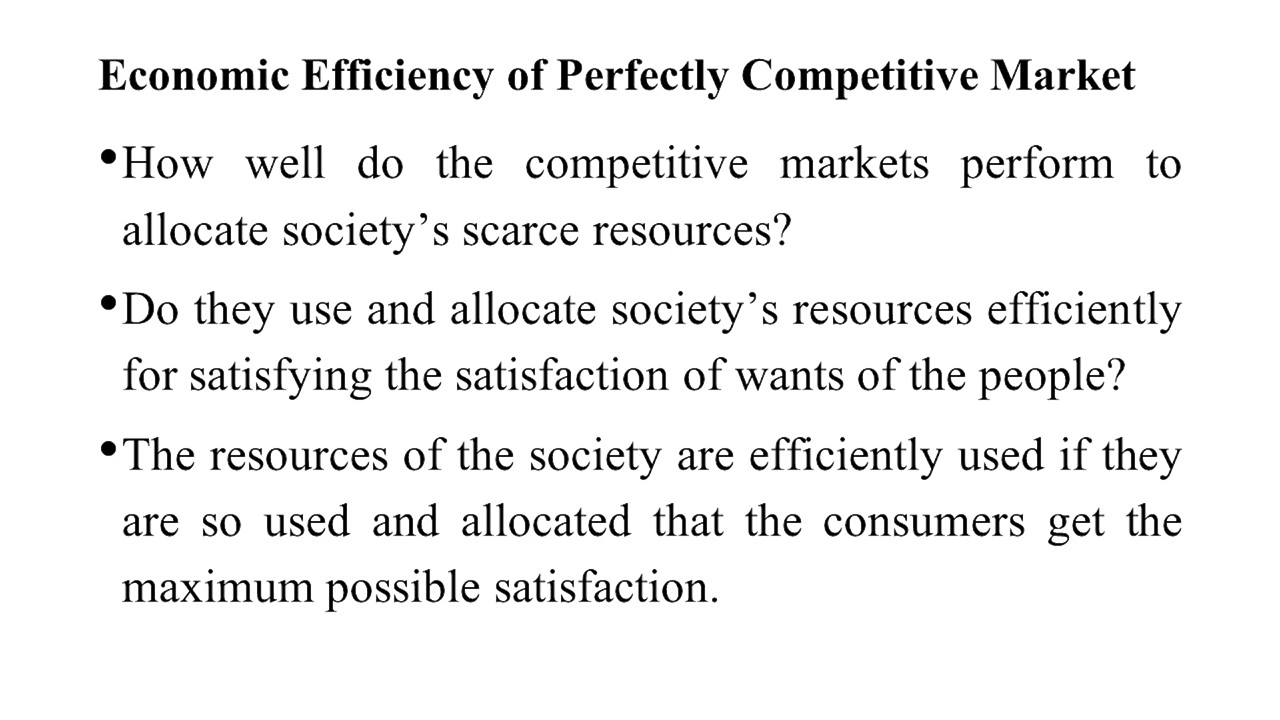 Economic Efficiency of Perfectly Competitive Market
•How well do the competitive markets perform to
allocate society’s scarce resources?
•Do they use and allocate society’s resources efficiently
for satisfying the satisfaction of wants of the people?
•The resources of the society are efficiently used if they
are so used and allocated that the consumers get the
maximum possible satisfaction.